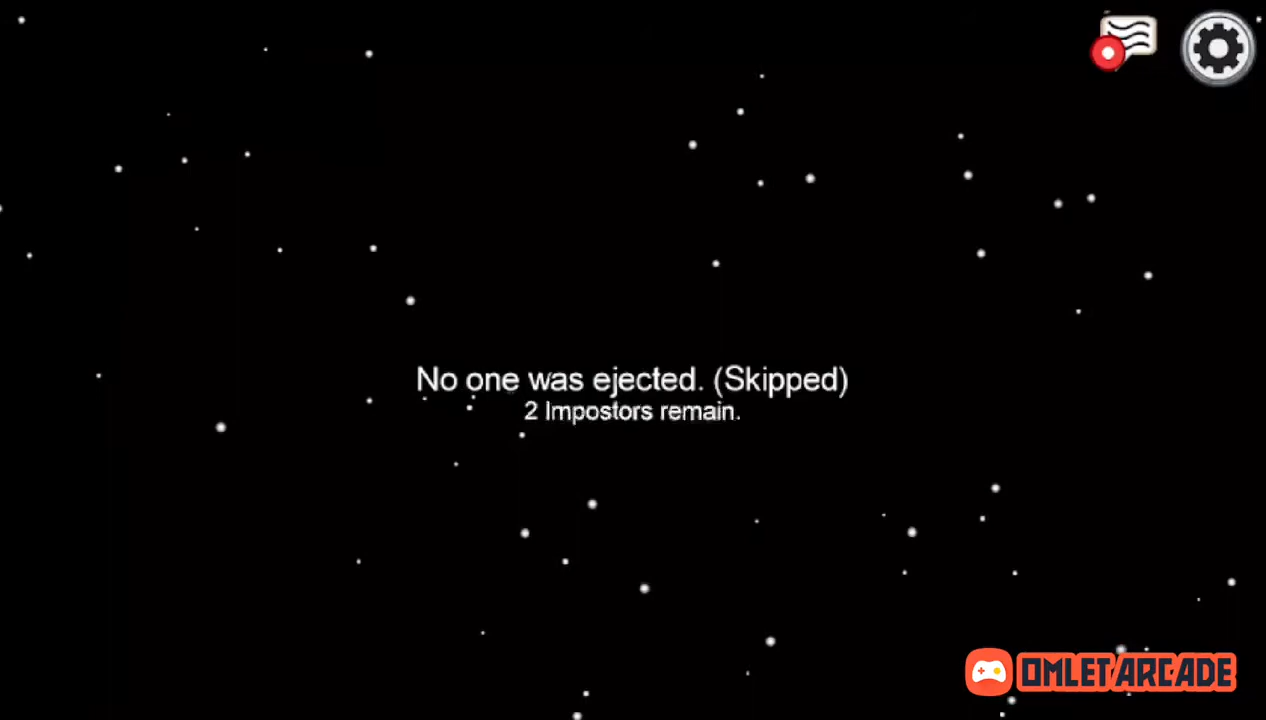 No one was ejected. (Skipped)
2 Impostors remain.
OMLET ARCADE